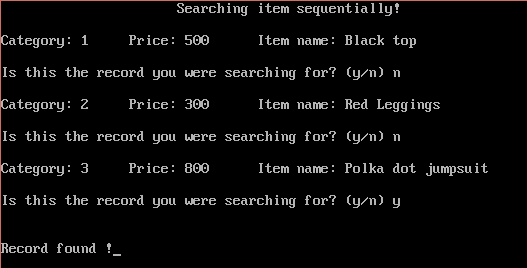 Searching item sequentially!
Category: 1 Price: 500 Item name: Black top
Is this the record you were searching for? (y/n) n
Category: 2 Price: 300 Item name: Red Leggings
Is this the record you were searching for? (y/n) n
Category: 3 Price: 800 Item name: Polka dot jumpsuit
Is this the record you were searching for? (y/n) y
Record found !_